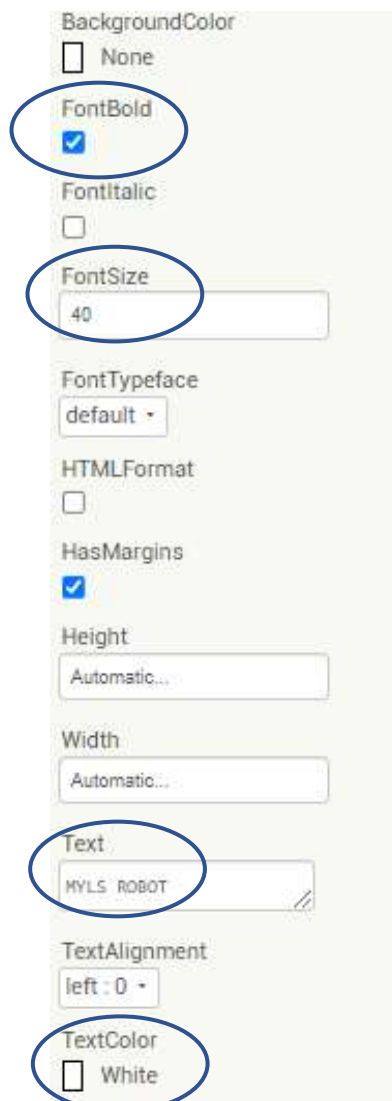 BackgroundColor
None
FontBold
FontItalic
FontSize
40
FontTypeface
default
HTMLFormat
HasMargins
Height
Automatic...
Width
Automatic...
Text
MYLS ROBOT
TextAlignment
left : 0
TextColor
White